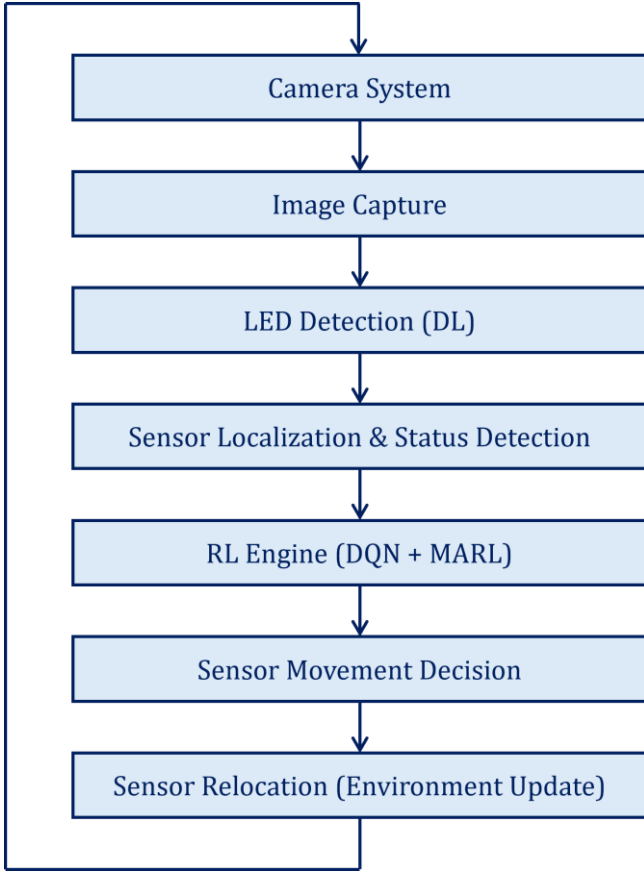 Camera System
Image Capture
LED Detection (DL)
Sensor Localization & Status Detection
RL Engine (DQN + MARL)
Sensor Movement Decision
Sensor Relocation (Environment Update)